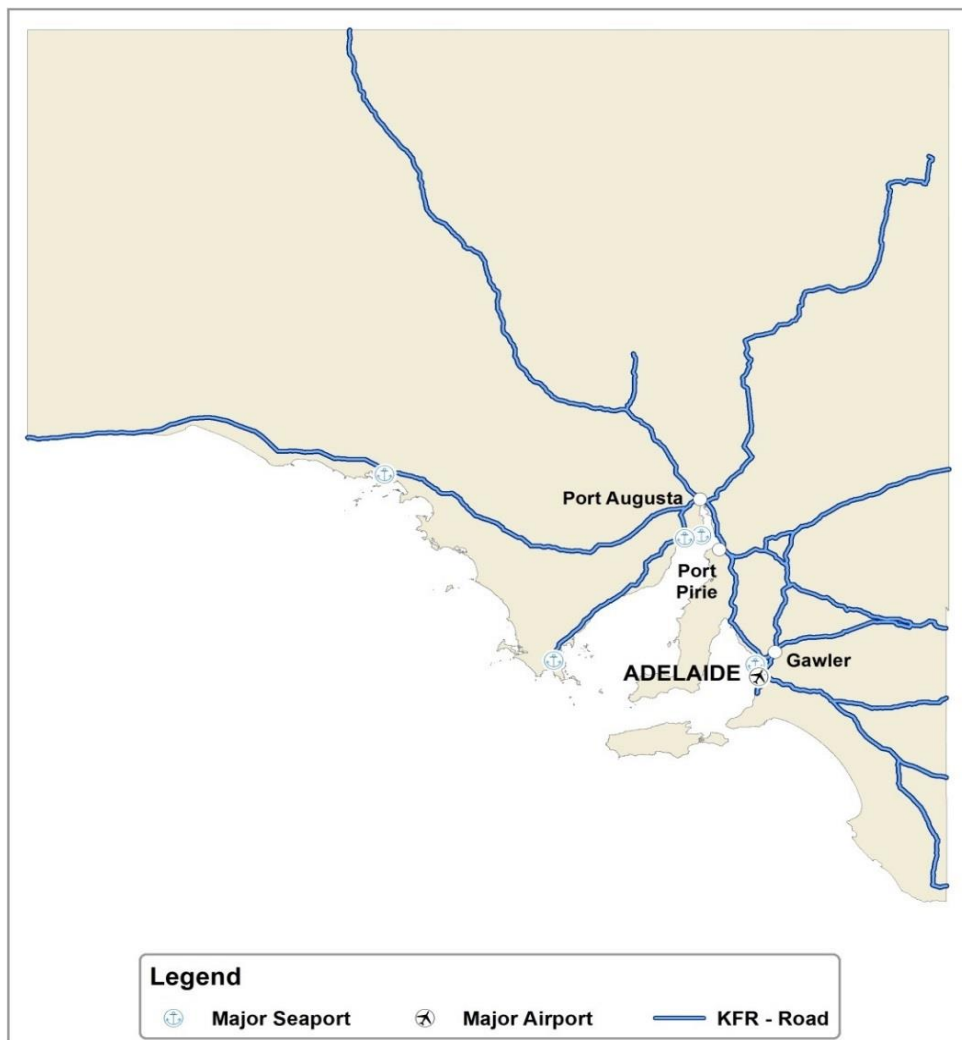 Port Augusta
Port
Pirie
Gawler
ADELAIDE
Legend
Major Seaport
Major Airport
KFR - Road